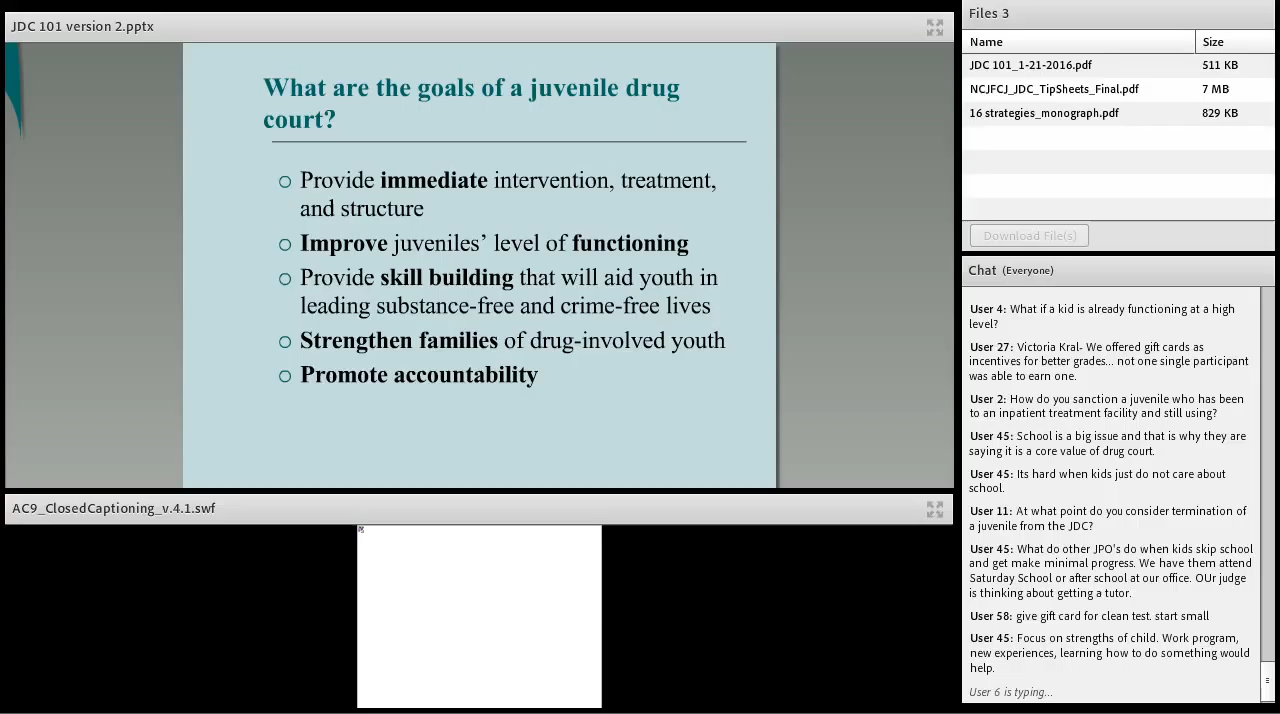 JDC 101 version 2.pptx
What are the goals of a juvenile drug
court?
Provide immediate intervention, treatment,
and structure
Improve juveniles’ level of functioning
Provide skill building that will aid youth in
leading substance-free and crime-free lives
Strengthen families of drug-involved youth
Promote accountability
AC9_ClosedCaptioning_v.4.1.swf
Files 3
Name Size
JDC 101_1-21-2016.pdf 511 KB
NCJFCJ_JDC_TipSheets_Final.pdf 7 MB
16 strategies_monograph.pdf 829 KB
Download File(s)
Chat (Everyone)
User 4: What if a kid is already functioning at a high
level?
User 27: Victoria Kral- We offered gift cards as
incentives for better grades... not one single participant
was able to earn one.
User 2: How do you sanction a juvenile who has been
to an inpatient treatment facility and still using?
User 45: School is a big issue and that is why they are
saying it is a core value of drug court.
User 45: Its hard when kids just do not care about
school.
User 11: At what point do you consider termination of
a juvenile from the JDC?
User 45: What do other JPO's do when kids skip school
and get make minimal progress. We have them attend
Saturday School or after school at our office. OUr judge
is thinking about getting a tutor.
User 58: give gift card for clean test. start small
User 45: Focus on strengths of child. Work program,
new experiences, learning how to do something would
help.
User 6 is typing...